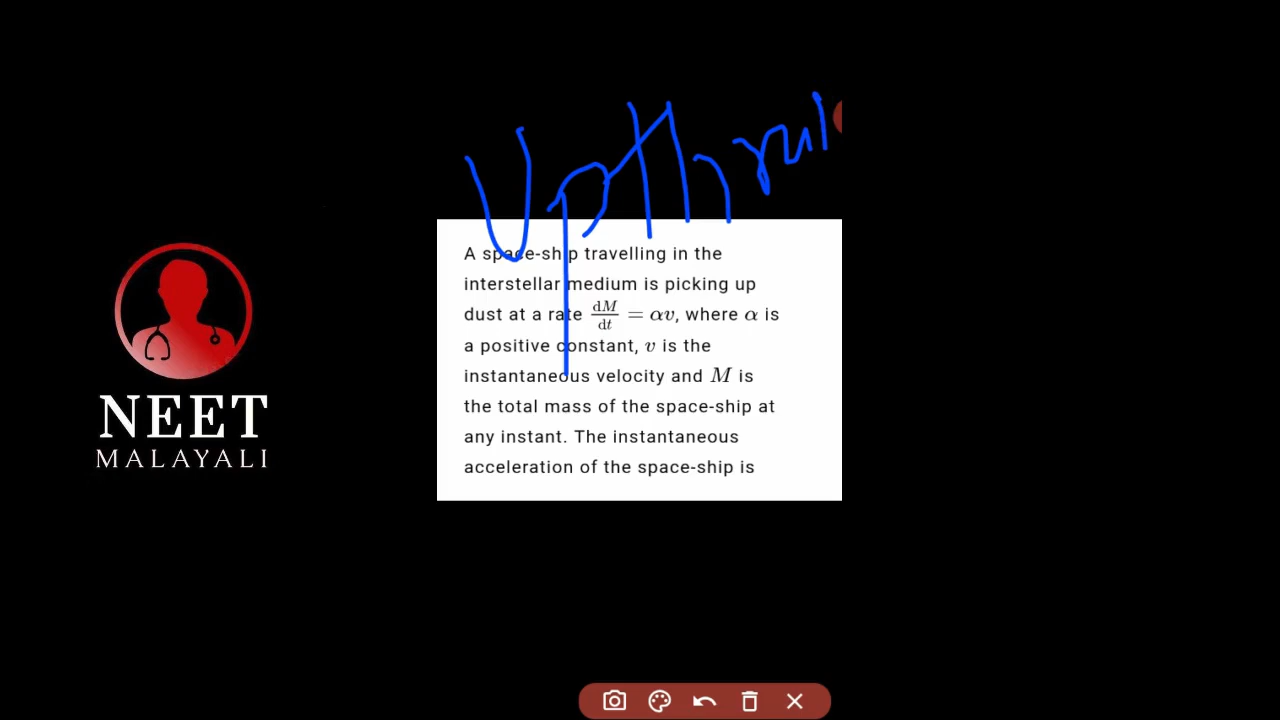 A space-ship travelling in the
interstellar medium is picking up
dust at a rate dM/dt = αv, where α is
a positive constant, v is the
instantaneous velocity and M is
the total mass of the space-ship at
any instant. The instantaneous
acceleration of the space-ship is
NEET
MALAYALI